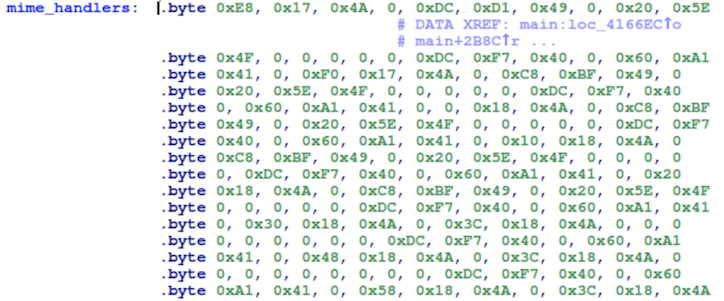 mime_handlers: .byte 0xE8, 0x17, 0x4A, 0, 0xDC, 0xD1, 0x49, 0, 0x20, 0x5E
# DATA XREF: main:loc_4166EC↑o
# main+2B8C↑r ...
.byte 0x4F, 0, 0, 0, 0, 0, 0xDC, 0xF7, 0x40, 0, 0x60, 0xA1
.byte 0x41, 0, 0xF0, 0x17, 0x4A, 0, 0xC8, 0xBF, 0x49, 0
.byte 0x20, 0x5E, 0x4F, 0, 0, 0, 0, 0, 0xDC, 0xF7, 0x40
.byte 0, 0x60, 0xA1, 0x41, 0, 0, 0x18, 0x4A, 0, 0xC8, 0xBF
.byte 0x49, 0, 0x20, 0x5E, 0x4F, 0, 0, 0, 0, 0, 0xDC, 0xF7
.byte 0x40, 0, 0x60, 0xA1, 0x41, 0, 0x10, 0x18, 0x4A, 0
.byte 0xC8, 0xBF, 0x49, 0, 0x20, 0x5E, 0x4F, 0, 0, 0, 0
.byte 0, 0xDC, 0xF7, 0x40, 0, 0x60, 0xA1, 0x41, 0, 0x20
.byte 0x18, 0x4A, 0, 0xC8, 0xBF, 0x49, 0, 0x20, 0x5E, 0x4F
.byte 0, 0, 0, 0, 0, 0xDC, 0xF7, 0x40, 0, 0x60, 0xA1, 0x41
.byte 0, 0x30, 0x18, 0x4A, 0, 0x3C, 0x18, 0x4A, 0, 0, 0
.byte 0, 0, 0, 0, 0, 0, 0xDC, 0xF7, 0x40, 0, 0x60, 0xA1
.byte 0x41, 0, 0x48, 0x18, 0x4A, 0, 0x3C, 0x18, 0x4A, 0
.byte 0, 0, 0, 0, 0, 0, 0, 0, 0xDC, 0xF7, 0x40, 0, 0x60
.byte 0xA1, 0x41, 0, 0x58, 0x18, 0x4A, 0, 0x3C, 0x18, 0x4A